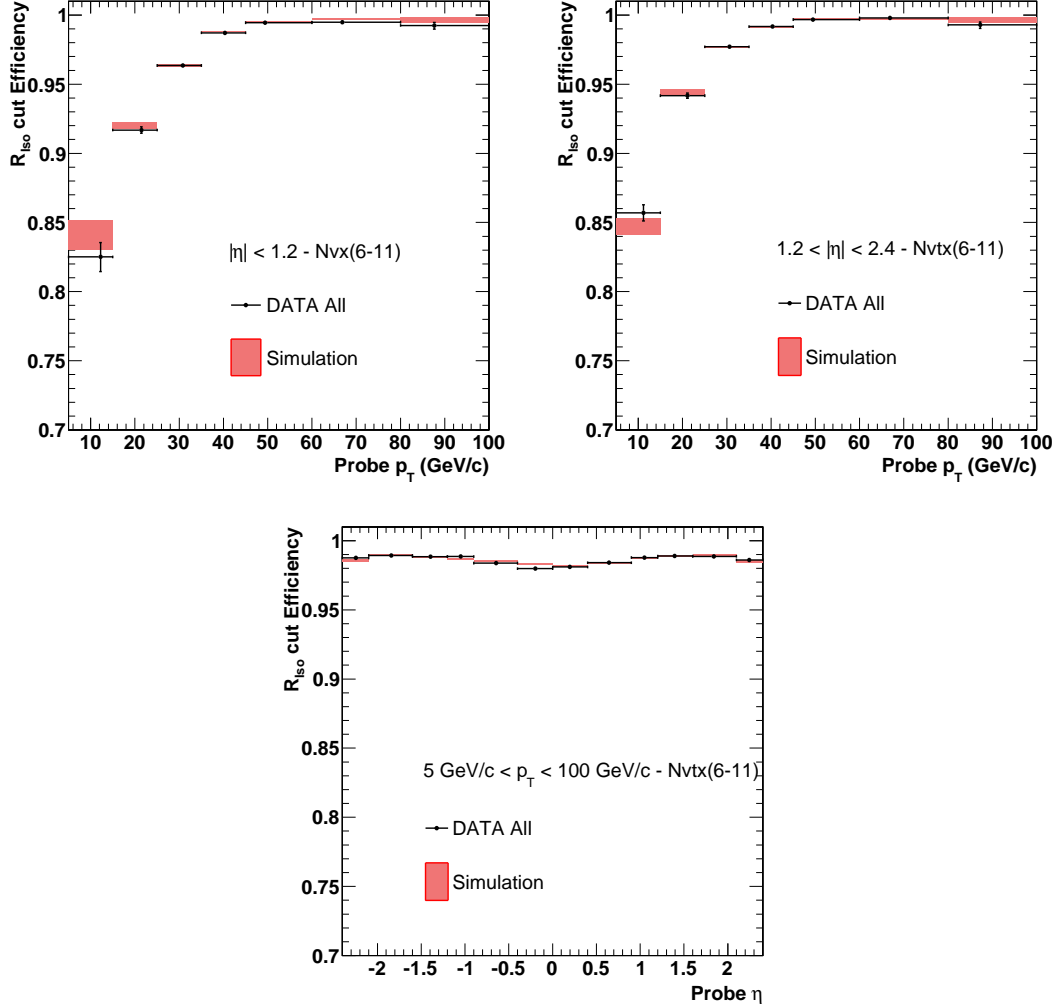 R_Iso cut Efficiency
1
0.95
0.9
0.85
0.8
0.75
0.7
|η| < 1.2 - Nvx(6-11)
DATA All
Simulation
10 20 30 40 50 60 70 80 90 100
Probe p_T (GeV/c)
R_Iso cut Efficiency
1
0.95
0.9
0.85
0.8
0.75
0.7
1.2 < |η| < 2.4 - Nvtx(6-11)
DATA All
Simulation
10 20 30 40 50 60 70 80 90 100
Probe p_T (GeV/c)
R_Iso cut Efficiency
1
0.95
0.9
0.85
0.8
0.75
0.7
5 GeV/c < p_T < 100 GeV/c - Nvtx(6-11)
DATA All
Simulation
-2 -1.5 -1 -0.5 0 0.5 1 1.5 2
Probe η